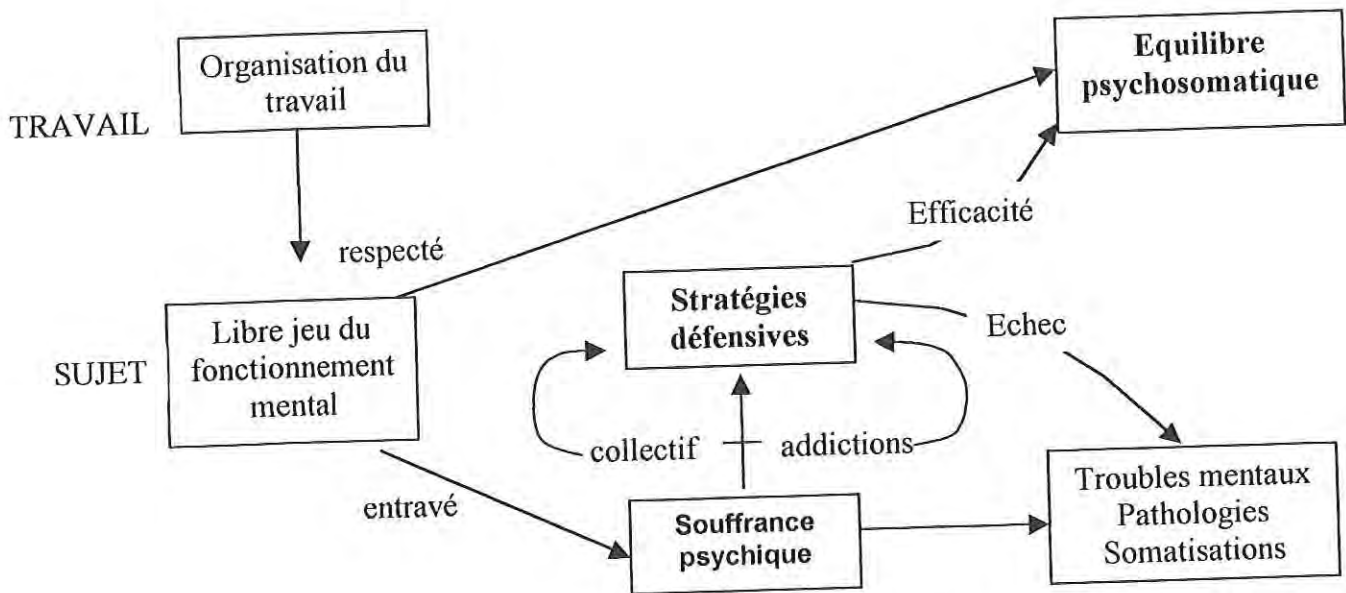 Organisation du
travail
TRAVAIL
Equilibre
psychosomatique
respecté
Efficacité
Libre jeu du
fonctionnement
mental
SUJET
Stratégies
défensives
Echec
collectif
addictions
entravé
Souffrance
psychique
Troubles mentaux
Pathologies
Somatisations